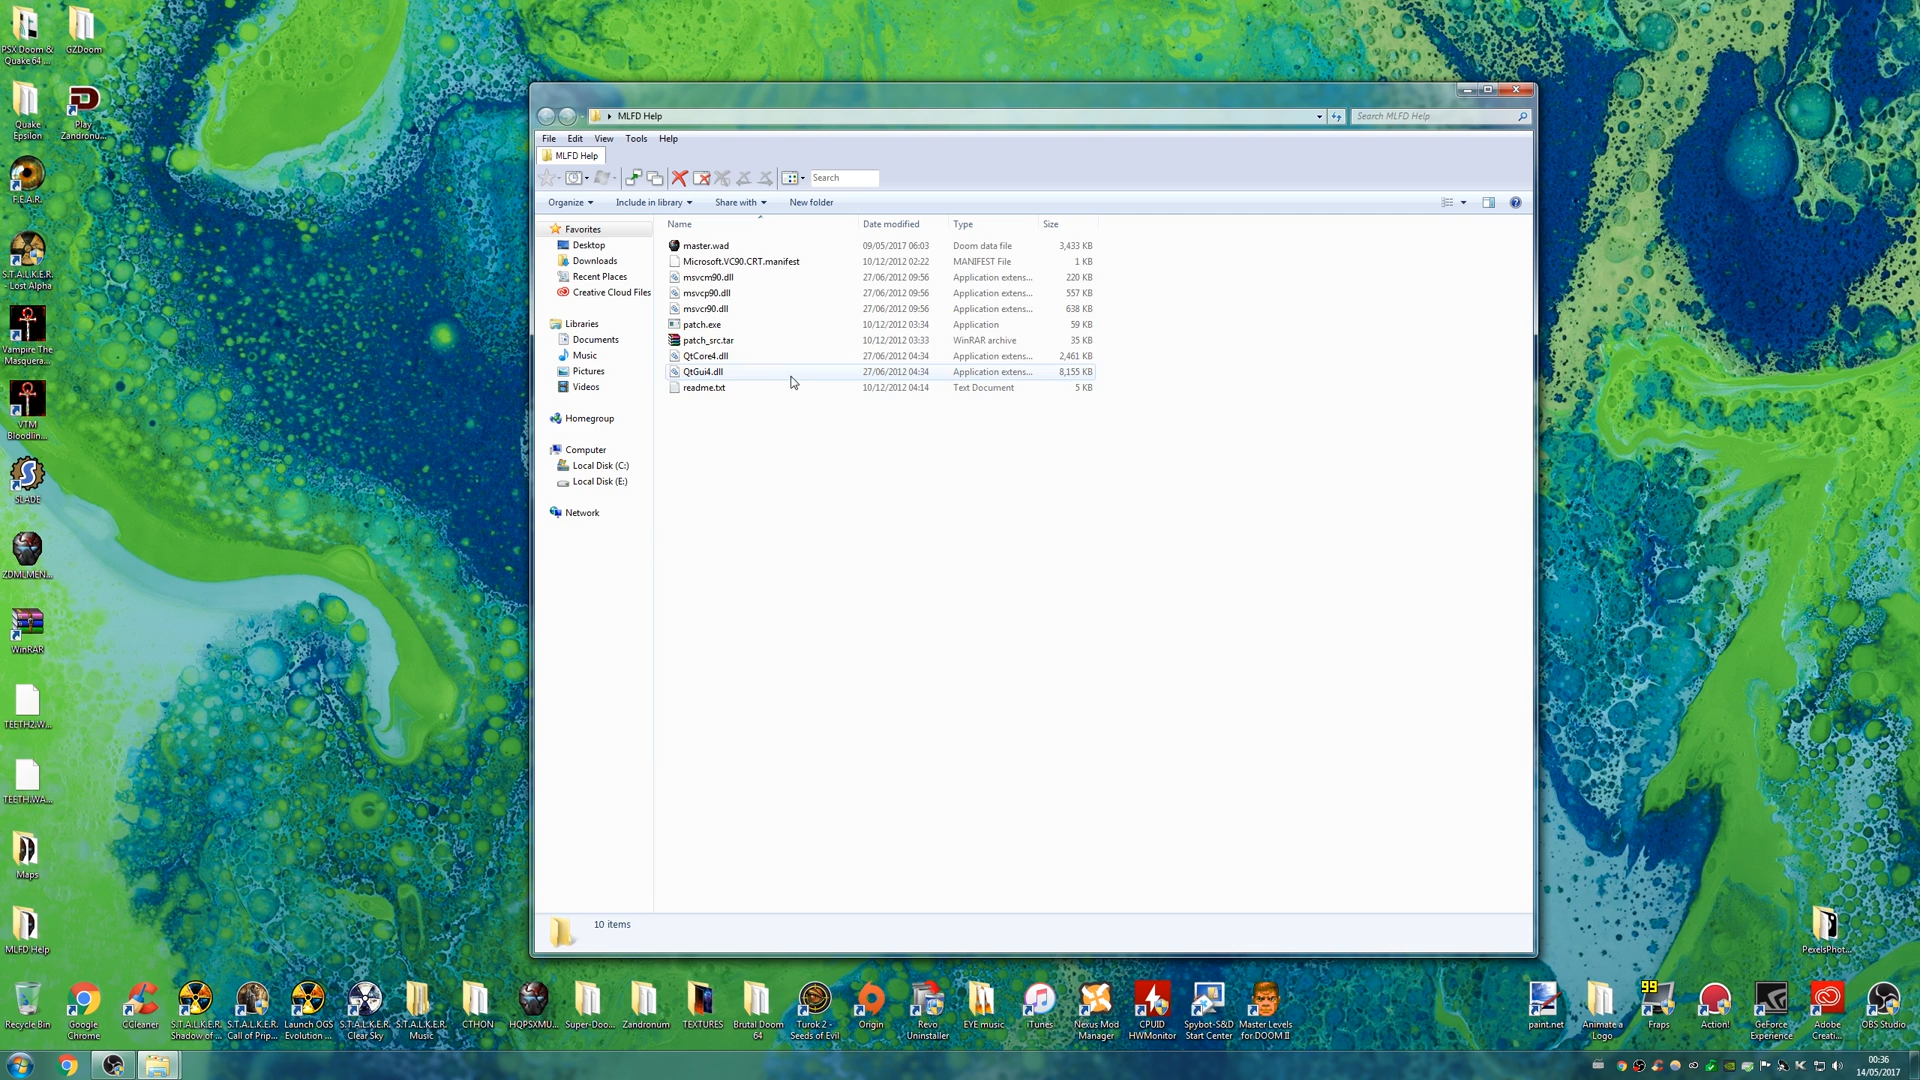 PSX Doom &
Quake 64 ...
GZDoom
Quake
Epsilon
Play
Zandronu...
F.E.A.R.
S.T.A.L.K.E.R.
- Lost Alpha
Vampire The
Masquera...
VTM
Bloodlin...
SLADE
ZDMLMEN...
WinRAR
TEETH2.W...
TEETH.WA...
Maps
MLFD Help
MLFD Help
Search MLFD Help
File Edit View Tools Help
MLFD Help
Search
Organize Include in library Share with New folder
Name Date modified Type Size
master.wad 09/05/2017 06:03 Doom data file 3,433 KB
Microsoft.VC90.CRT.manifest 10/12/2012 02:22 MANIFEST File 1 KB
msvcm90.dll 27/06/2012 09:56 Application extens... 220 KB
msvcp90.dll 27/06/2012 09:56 Application extens... 557 KB
msvcr90.dll 27/06/2012 09:56 Application extens... 638 KB
patch.exe 10/12/2012 03:34 Application 59 KB
patch_src.tar 10/12/2012 03:33 WinRAR archive 35 KB
QtCore4.dll 27/06/2012 04:34 Application extens... 2,461 KB
QtGui4.dll 27/06/2012 04:34 Application extens... 8,155 KB
readme.txt 10/12/2012 04:14 Text Document 5 KB
Favorites
Desktop
Downloads
Recent Places
Creative Cloud Files
Libraries
Documents
Music
Pictures
Videos
Homegroup
Computer
Local Disk (C:)
Local Disk (E:)
Network
10 items
PexelsPhot...
Recycle Bin
Google
Chrome
CCleaner
S.T.A.L.K.E.R.
Shadow of ...
S.T.A.L.K.E.R.
Call of Prip...
Launch OGS
Evolution ...
S.T.A.L.K.E.R.
Clear Sky
S.T.A.L.K.E.R.
Music
CTHON
HQPSXMU...
Super-Doo...
Zandronum
TEXTURES
Brutal Doom
64
Turok 2 -
Seeds of Evil
Origin
Revo
Uninstaller
EYE music
iTunes
Nexus Mod
Manager
CPUID
HWMonitor
Spybot-S&D
Start Center
Master Levels
for DOOM II
paint.net
Animate a
Logo
99
Fraps
Action!
GeForce
Experience
Adobe
Creati...
OBS Studio
00:36
14/05/2017